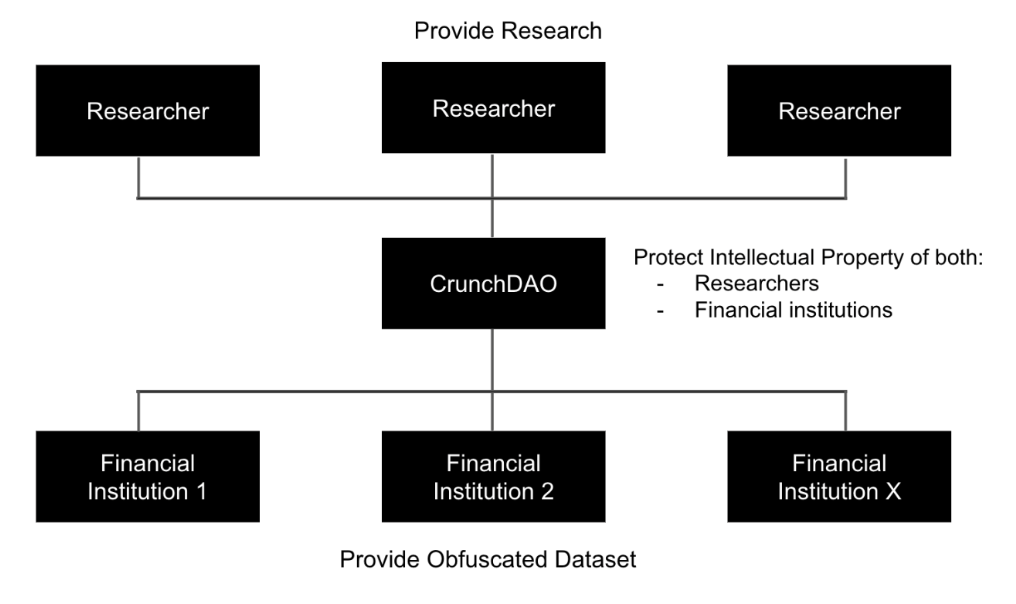 Provide Research
Researcher
Researcher
Researcher
CrunchDAO
Protect Intellectual Property of both:
- Researchers
- Financial institutions
Financial
Institution 1
Financial
Institution 2
Financial
Institution X
Provide Obfuscated Dataset